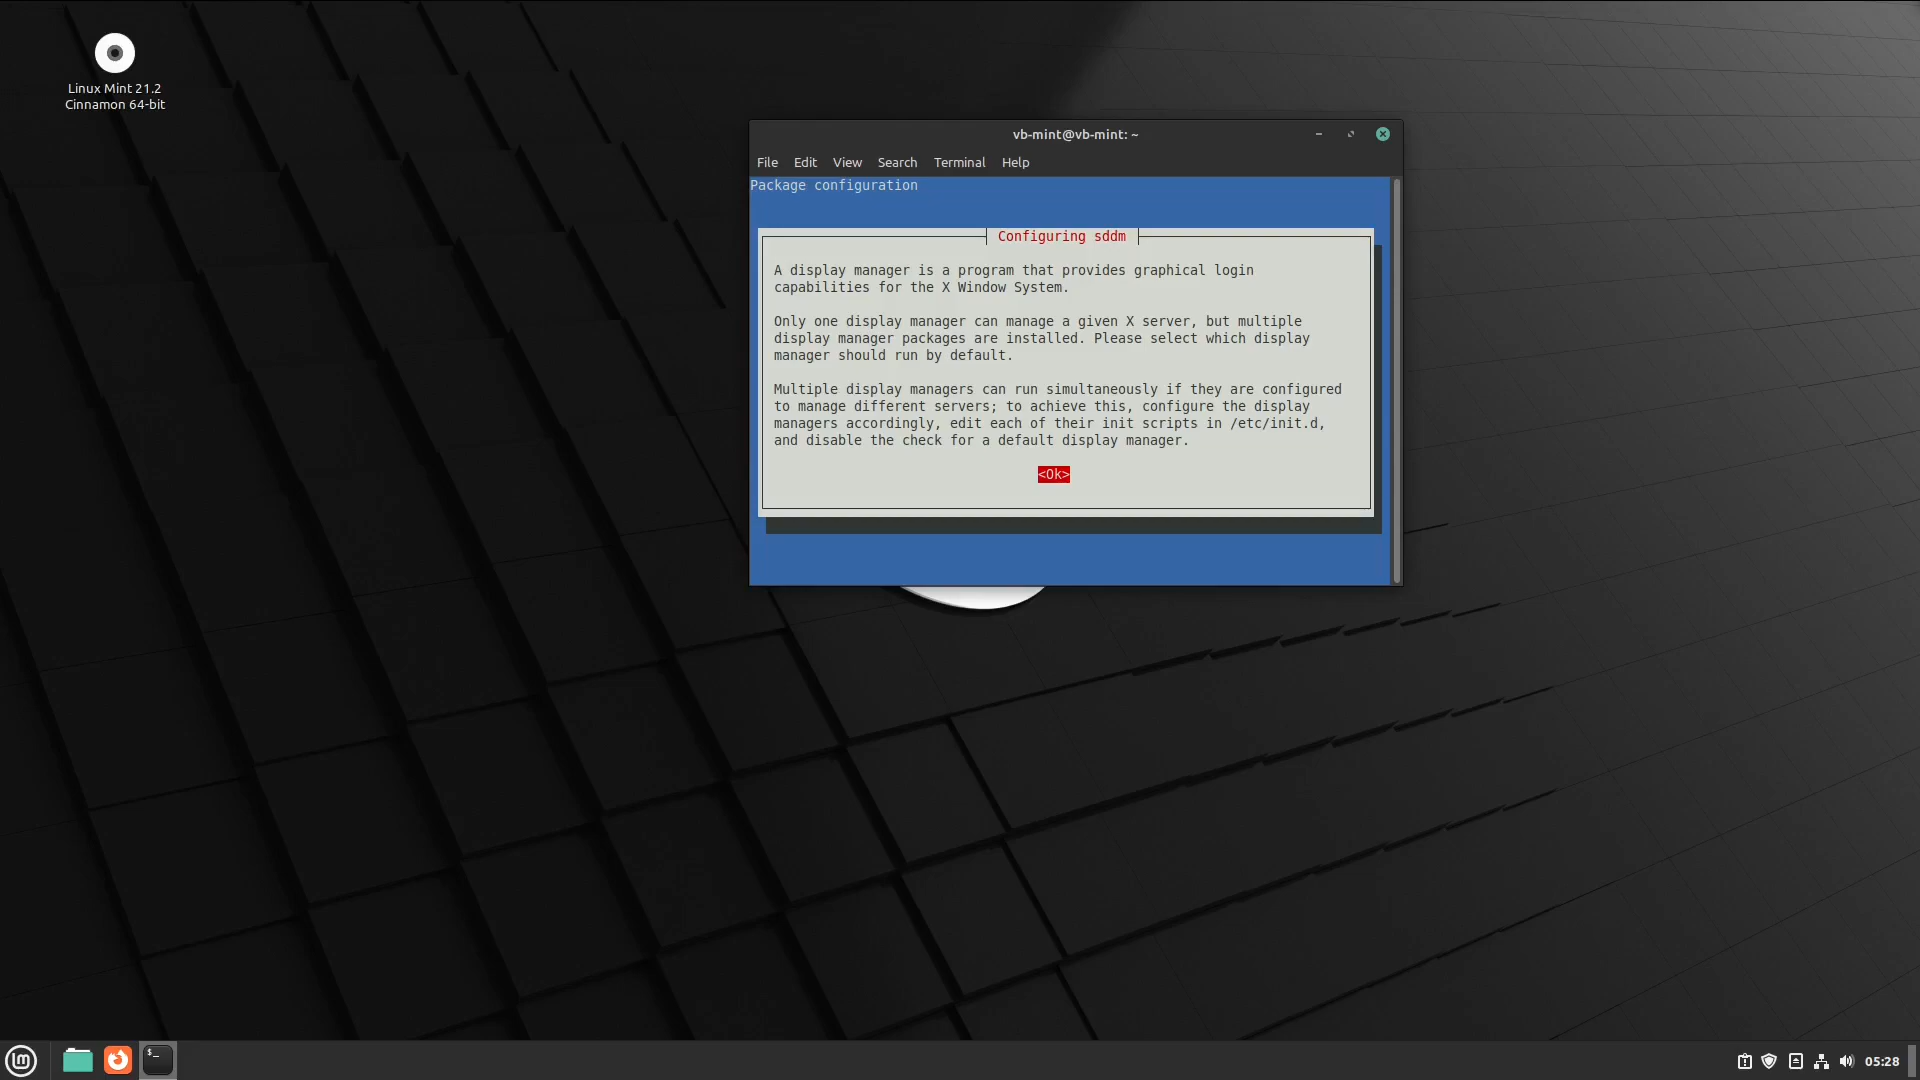 Linux Mint 21.2
Cinnamon 64-bit
vb-mint@vb-mint: ~
File Edit View Search Terminal Help
Package configuration
Configuring sddm
A display manager is a program that provides graphical login
capabilities for the X Window System.
Only one display manager can manage a given X server, but multiple
display manager packages are installed. Please select which display
manager should run by default.
Multiple display managers can run simultaneously if they are configured
to manage different servers; to achieve this, configure the display
managers accordingly, edit each of their init scripts in /etc/init.d,
and disable the check for a default display manager.
<Ok>
$_
05:28